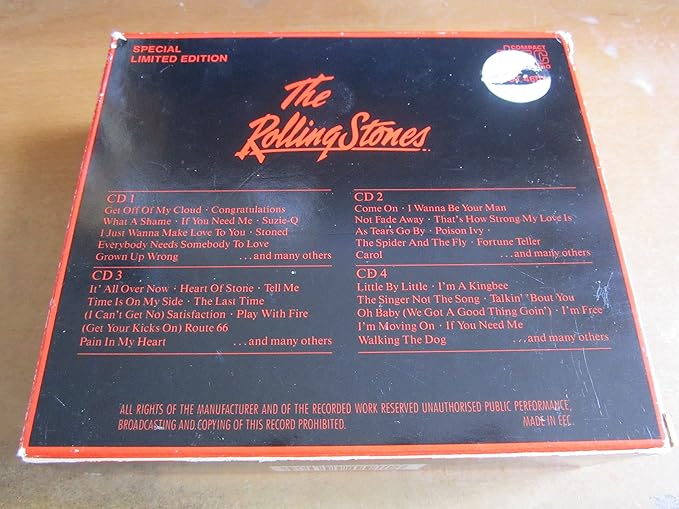 SPECIAL
LIMITED EDITION
COMPACT
The
Rolling Stones
CD 1
Get Off Of My Cloud · Congratulations
What A Shame · If You Need Me · Suzie-Q
I Just Wanna Make Love To You · Stoned
Everybody Needs Somebody To Love
Grown Up Wrong ...and many others
CD 2
Come On · I Wanna Be Your Man
Not Fade Away · That's How Strong My Love Is
As Tears Go By · Poison Ivy ·
The Spider And The Fly · Fortune Teller
Carol ...and many others
CD 3
It' All Over Now · Heart Of Stone · Tell Me
Time Is On My Side · The Last Time
(I Can't Get No) Satisfaction · Play With Fire
(Get Your Kicks On) Route 66
Pain In My Heart ...and many others
CD 4
Little By Little · I'm A Kingbee
The Singer Not The Song · Talkin' 'Bout You
Oh Baby (We Got A Good Thing Goin') · I'm Free
I'm Moving On · If You Need Me
Walking The Dog ...and many others
ALL RIGHTS OF THE MANUFACTURER AND OF THE RECORDED WORK RESERVED UNAUTHORISED PUBLIC PERFORMANCE,
BROADCASTING AND COPYING OF THIS RECORD PROHIBITED. MADE IN EEC.